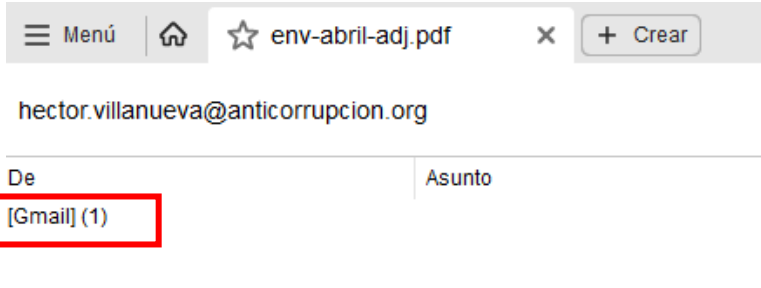 Menú env-abril-adj.pdf + Crear
hector.villanueva@anticorrupcion.org
De Asunto
[Gmail] (1)